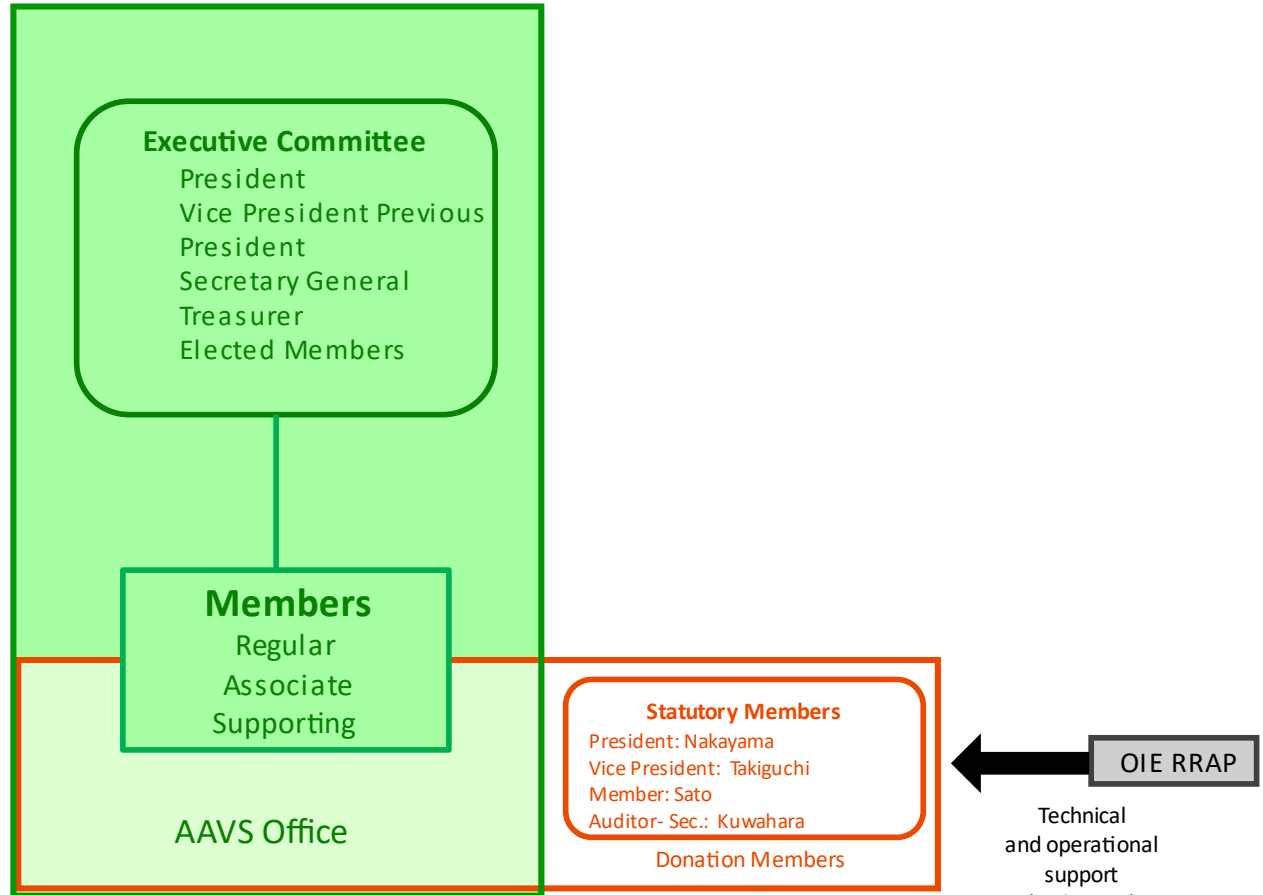 Executive Committee
President
Vice President Previous
President
Secretary General
Treasurer
Elected Members
Members
Regular
Associate
Supporting
AAVS Office
Statutory Members
President: Nakayama
Vice President: Takiguchi
Member: Sato
Auditor- Sec.: Kuwahara
Donation Members
OIE RRAP
Technical
and operational
support